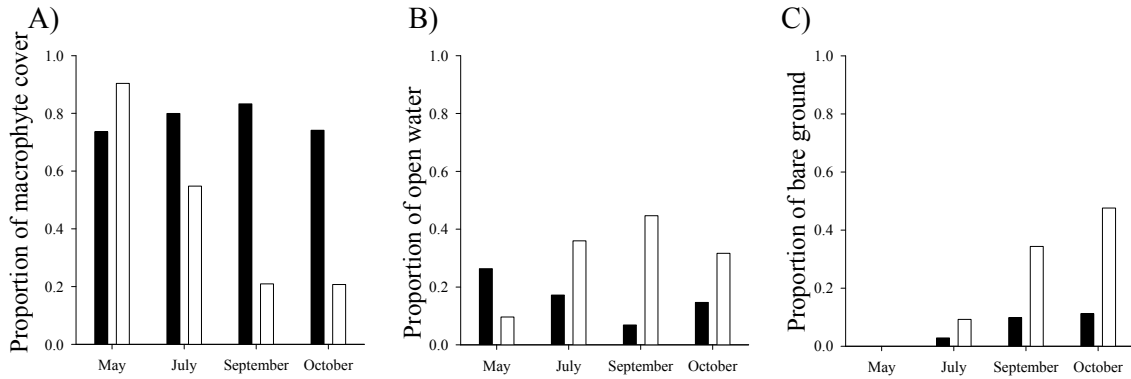 A)
Proportion of macrophyte cover
1.0
0.8
0.6
0.4
0.2
0.0
May July September October
B)
Proportion of open water
1.0
0.8
0.6
0.4
0.2
0.0
May July September October
C)
Proportion of bare ground
1.0
0.8
0.6
0.4
0.2
0.0
May July September October